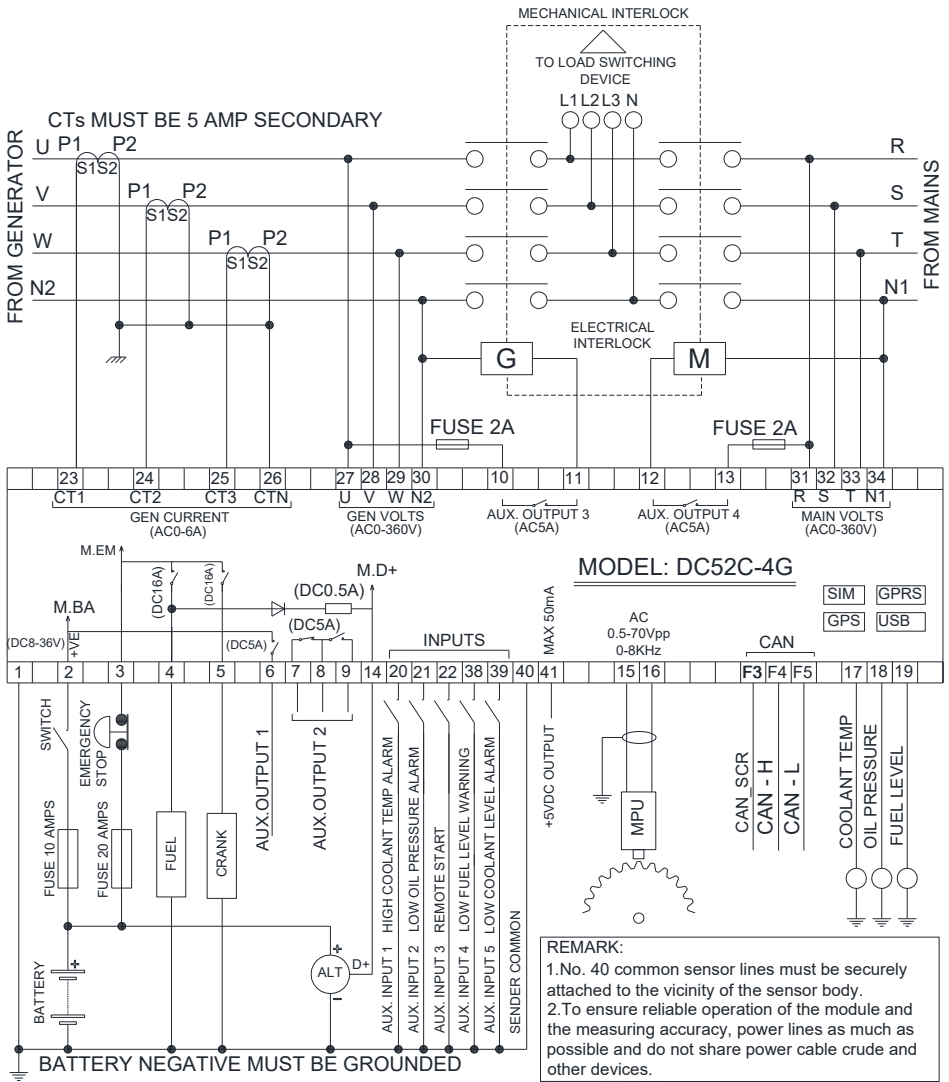 MECHANICAL INTERLOCK
TO LOAD SWITCHING
DEVICE
L1 L2 L3 N
CTs MUST BE 5 AMP SECONDARY
FROM GENERATOR
U P1 P2
S1S2
V P1 P2
S1S2
W P1 P2
S1S2
N2
R
S
T
N1
FROM MAINS
ELECTRICAL
INTERLOCK
G
M
FUSE 2A
FUSE 2A
23 24 25 26 27 28 29 30 10 11 12 13 31 32 33 34
CT1 CT2 CT3 CTN U V W N2 R S T N1
GEN CURRENT
(AC0-6A)
GEN VOLTS
(AC0-360V)
AUX. OUTPUT 3
(AC5A)
AUX. OUTPUT 4
(AC5A)
MAIN VOLTS
(AC0-360V)
M.EM
(DC16A)
(DC16A)
M.D+
(DC0.5A)
(DC5A)
M.BA
(DC8-36V)
+VE
(DC5A)
INPUTS
MAX 50mA
MODEL: DC52C-4G
AC
0.5-70Vpp
0-8KHz
SIM GPRS
GPS USB
CAN
1 2 3 4 5 6 7 8 9 14 20 21 22 38 39 40 41 15 16 F3 F4 F5 17 18 19
SWITCH
EMERGENCY
STOP
FUSE 10 AMPS
FUSE 20 AMPS
FUEL
CRANK
AUX.OUTPUT 1
AUX.OUTPUT 2
AUX. INPUT 1 HIGH COOLANT TEMP ALARM
AUX. INPUT 2 LOW OIL PRESSURE ALARM
AUX. INPUT 3 REMOTE START
AUX. INPUT 4 LOW FUEL LEVEL WARNING
AUX. INPUT 5 LOW COOLANT LEVEL ALARM
SENDER COMMON
+5VDC OUTPUT
MPU
CAN_SCR
CAN - H
CAN - L
COOLANT TEMP
OIL PRESSURE
FUEL LEVEL
BATTERY
+
+
ALT
D+
-
BATTERY NEGATIVE MUST BE GROUNDED
REMARK:
1.No. 40 common sensor lines must be securely
attached to the vicinity of the sensor body.
2.To ensure reliable operation of the module and
the measuring accuracy, power lines as much as
possible and do not share power cable crude and
other devices.